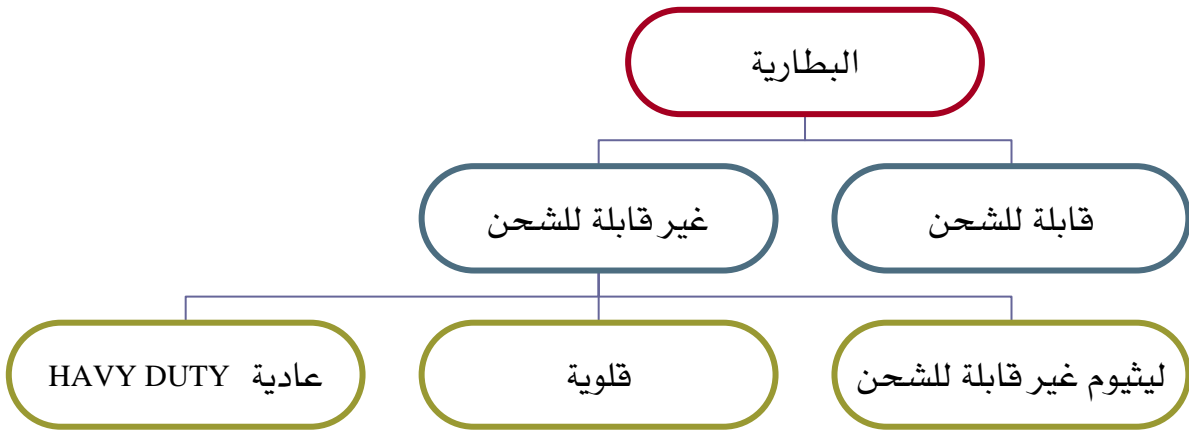 البطارية
قابلة للشحن
غير قابلة للشحن
ليثيوم غير قابلة للشحن
قلوية
عادية HAVY DUTY